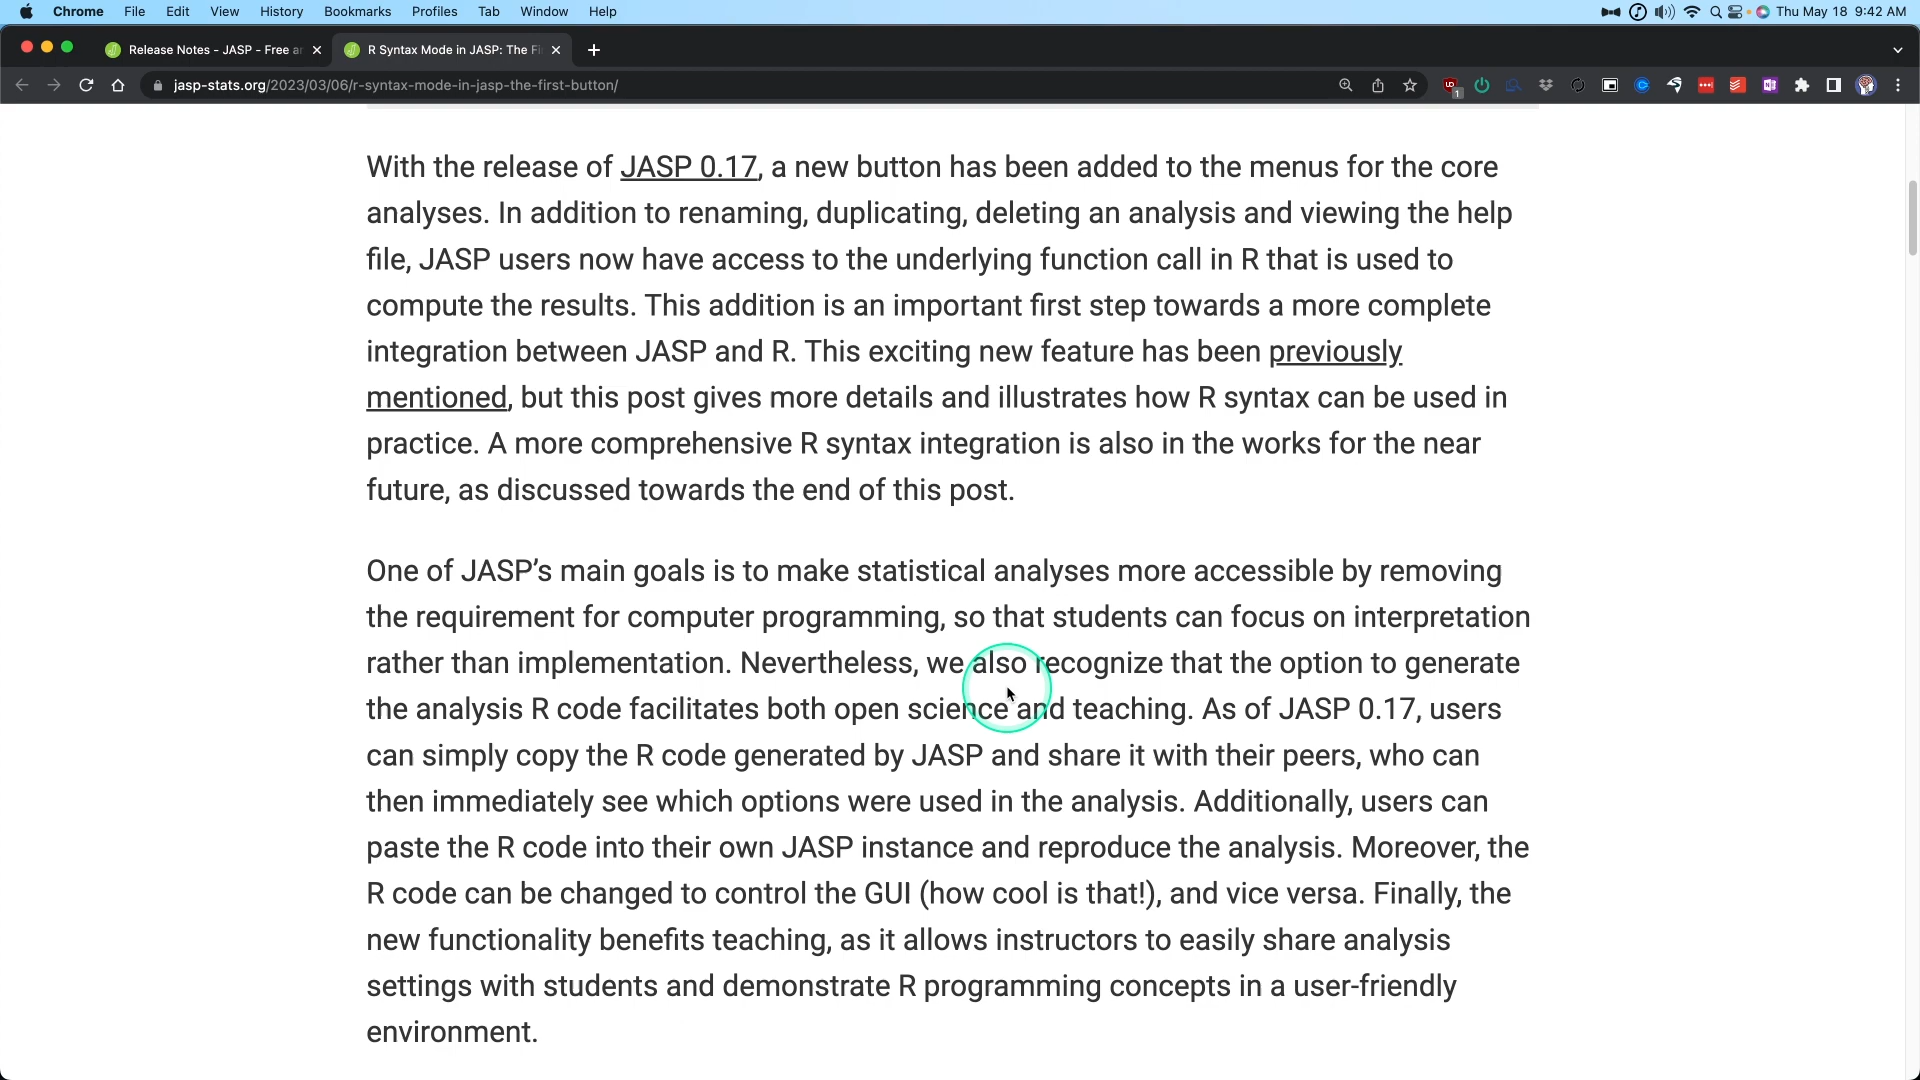 Chrome File Edit View History Bookmarks Profiles Tab Window Help Thu May 18 9:42 AM
Release Notes - JASP - Free a
R Syntax Mode in JASP: The Fi
jasp-stats.org/2023/03/06/r-syntax-mode-in-jasp-the-first-button/
With the release of JASP 0.17, a new button has been added to the menus for the core
analyses. In addition to renaming, duplicating, deleting an analysis and viewing the help
file, JASP users now have access to the underlying function call in R that is used to
compute the results. This addition is an important first step towards a more complete
integration between JASP and R. This exciting new feature has been previously
mentioned, but this post gives more details and illustrates how R syntax can be used in
practice. A more comprehensive R syntax integration is also in the works for the near
future, as discussed towards the end of this post.
One of JASP’s main goals is to make statistical analyses more accessible by removing
the requirement for computer programming, so that students can focus on interpretation
rather than implementation. Nevertheless, we also recognize that the option to generate
the analysis R code facilitates both open science and teaching. As of JASP 0.17, users
can simply copy the R code generated by JASP and share it with their peers, who can
then immediately see which options were used in the analysis. Additionally, users can
paste the R code into their own JASP instance and reproduce the analysis. Moreover, the
R code can be changed to control the GUI (how cool is that!), and vice versa. Finally, the
new functionality benefits teaching, as it allows instructors to easily share analysis
settings with students and demonstrate R programming concepts in a user-friendly
environment.